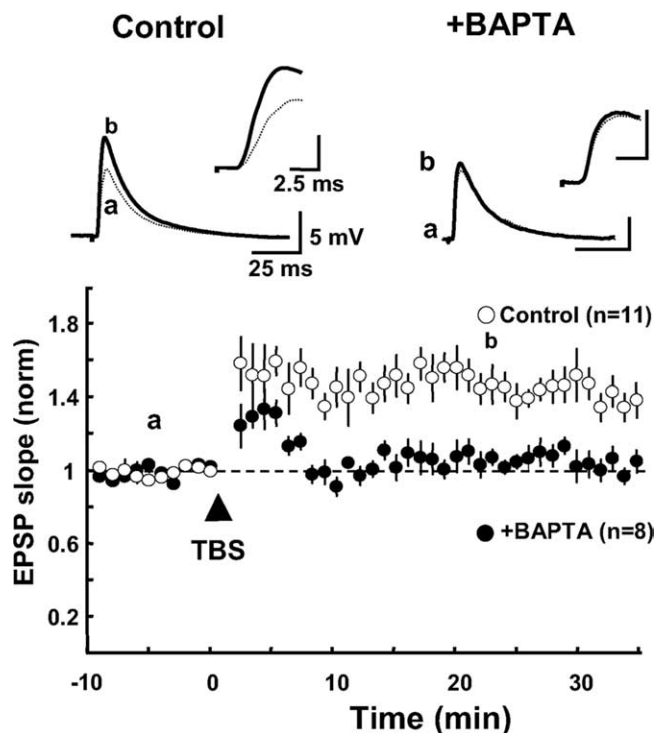 Control
+BAPTA
b
a
2.5 ms
5 mV
25 ms
b
a
EPSP slope (norm)
1.8
1.4
1
0.6
0.2
a
TBS
Control (n=11)
b
+BAPTA (n=8)
-10
0
10
20
30
Time (min)